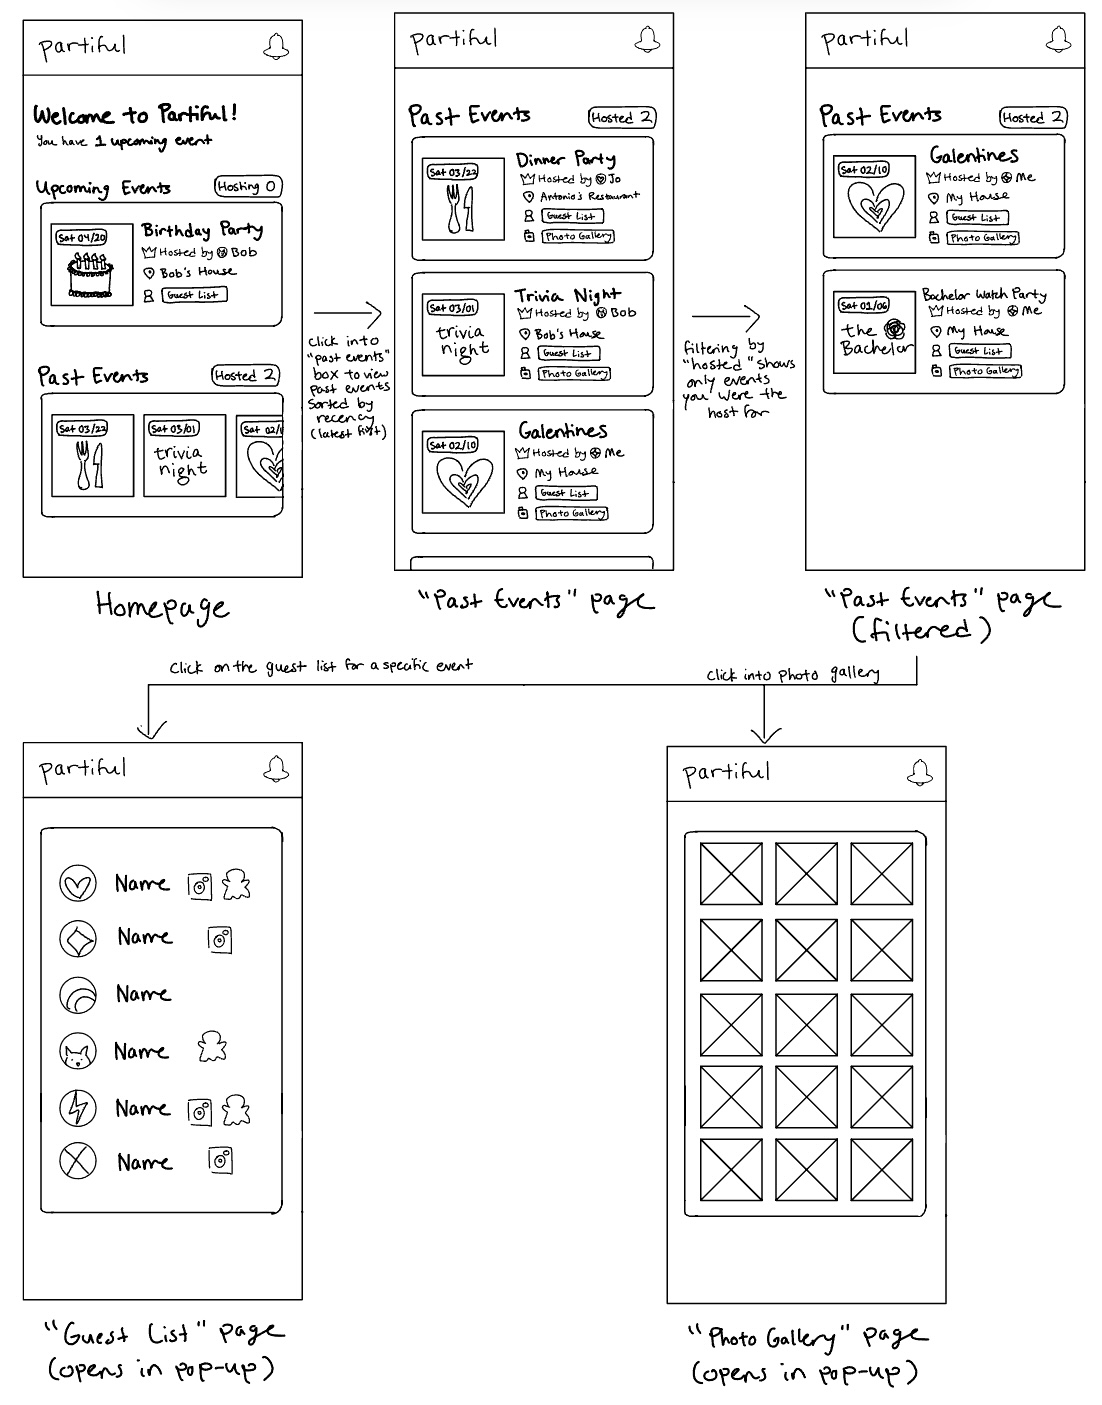 partiful
Welcome to Partiful!
You have 1 upcoming event
Upcoming Events
Hosting 0
Sat 04/20
Birthday Party
Hosted by Bob
Bob's House
Guest List
Past Events
Hosted 2
Sat 03/22
Sat 03/01
trivia
night
Sat 02/1
Homepage
click into
"past events"
box to view
past events
sorted by
recency
(latest first)
partiful
Past Events
Hosted 2
Sat 03/22
Dinner Party
Hosted by Jo
Antonio's Restaurant
Guest List
Photo Gallery
Sat 03/01
trivia
night
Trivia Night
Hosted by Bob
Bob's House
Guest List
Photo Gallery
Sat 02/10
Galentines
Hosted by Me
My House
Guest List
Photo Gallery
"Past Events" page
filtering by
"hosted" shows
only events
you were the
host for
partiful
Past Events
Hosted 2
Sat 02/10
Galentines
Hosted by Me
My House
Guest List
Photo Gallery
Sat 01/06
the
Bachelor
Bachelor Watch Party
Hosted by Me
My House
Guest List
Photo Gallery
"Past Events" page
(filtered)
Click on the guest list for a specific event
click into photo gallery
partiful
Name
Name
Name
Name
Name
Name
"Guest List" page
(opens in pop-up)
partiful
"Photo Gallery" page
(opens in pop-up)